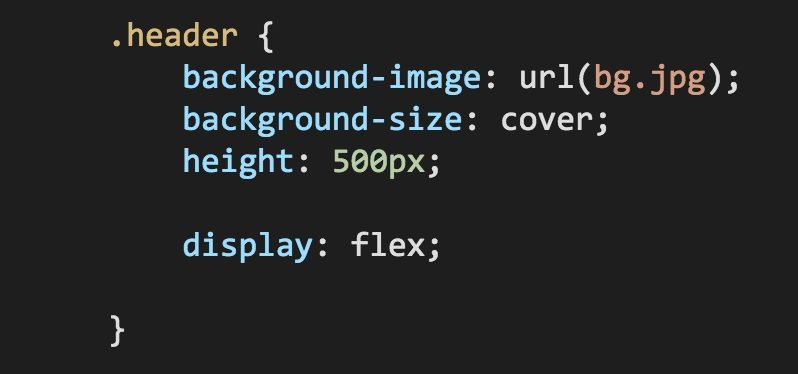 .header {
background-image: url(bg.jpg);
background-size: cover;
height: 500px;
display: flex;
}